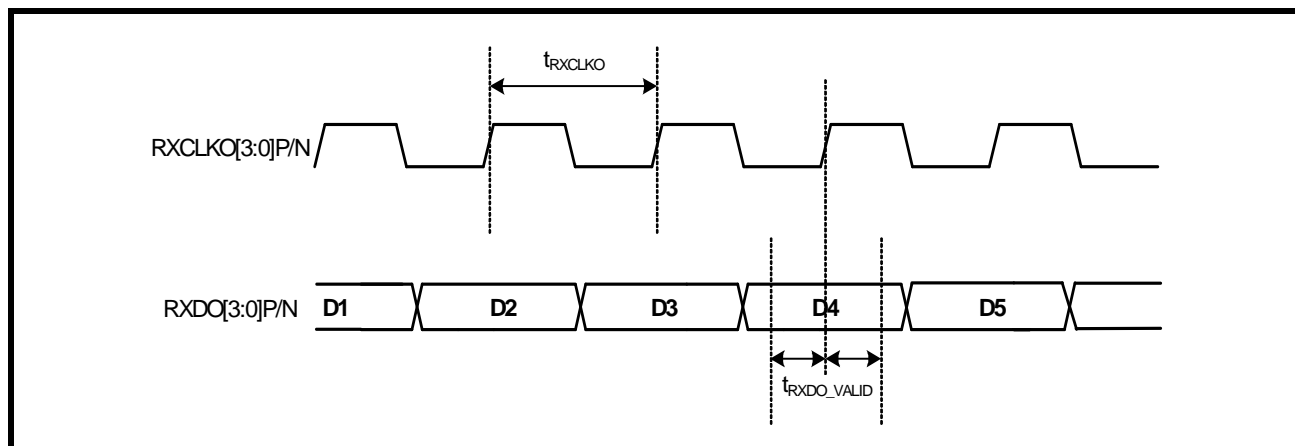 tRXCLKO
RXCLKO[3:0]P/N
RXDO[3:0]P/N D1 D2 D3 D4 D5
tRXDO_VALID